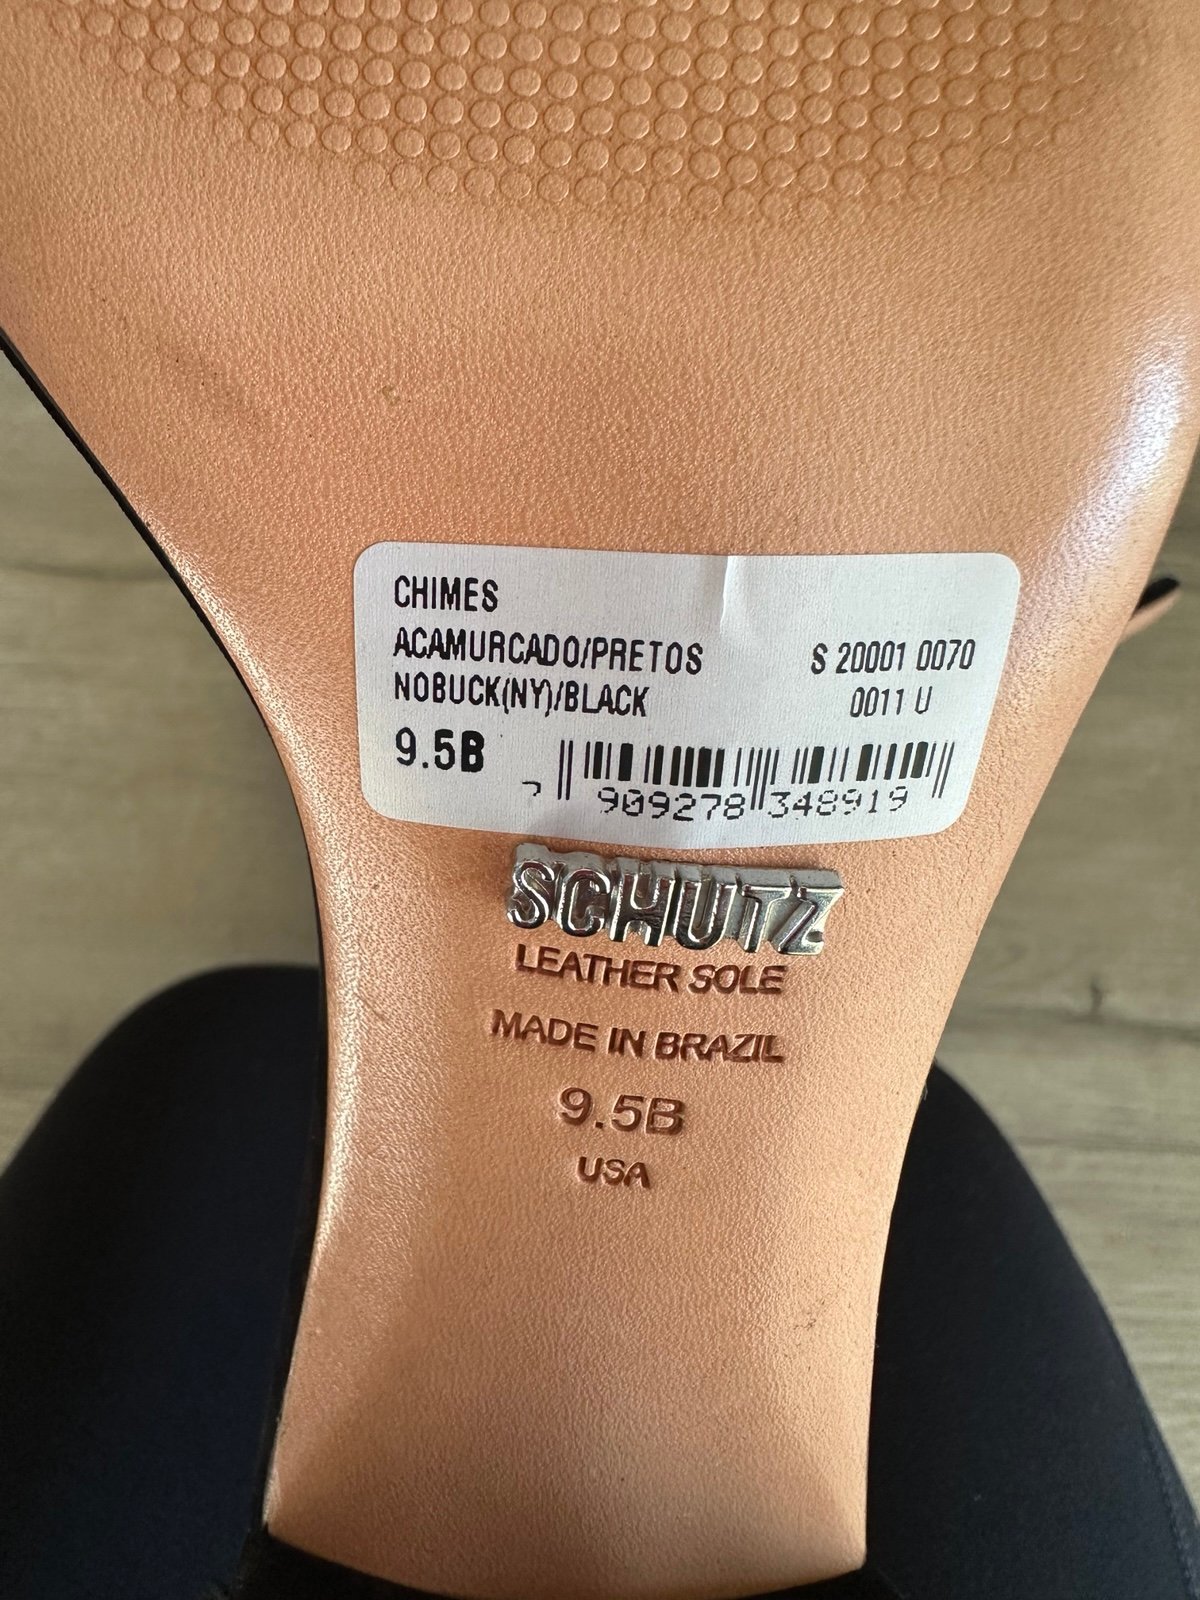 CHIMES
ACAMURCADO/PRETOS S 20001 0070
NOBUCK(NY)/BLACK 0011 U
9.5B
7 909278 348919
SCHUTZ
LEATHER SOLE
MADE IN BRAZIL
9.5B
USA